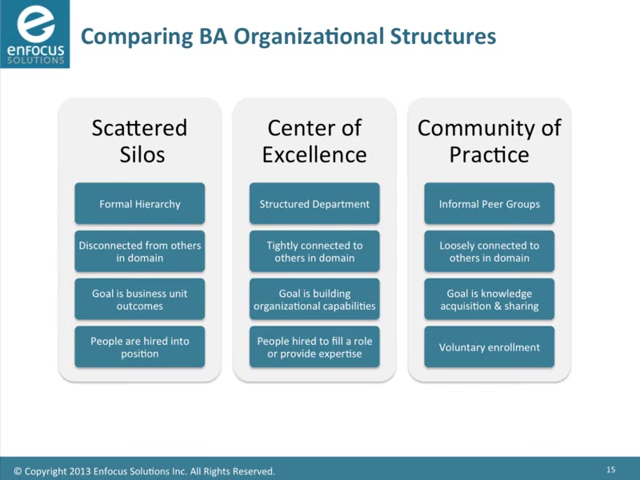 enfocus
SOLUTIONS
Comparing BA Organizational Structures
Scattered
Silos
Formal Hierarchy
Disconnected from others
in domain
Goal is business unit
outcomes
People are hired into
position
Center of
Excellence
Structured Department
Tightly connected to
others in domain
Goal is building
organizational capabilities
People hired to fill a role
or provide expertise
Community of
Practice
Informal Peer Groups
Loosely connected to
others in domain
Goal is knowledge
acquisition & sharing
Voluntary enrollment
© Copyright 2013 Enfocus Solutions Inc. All Rights Reserved.
15